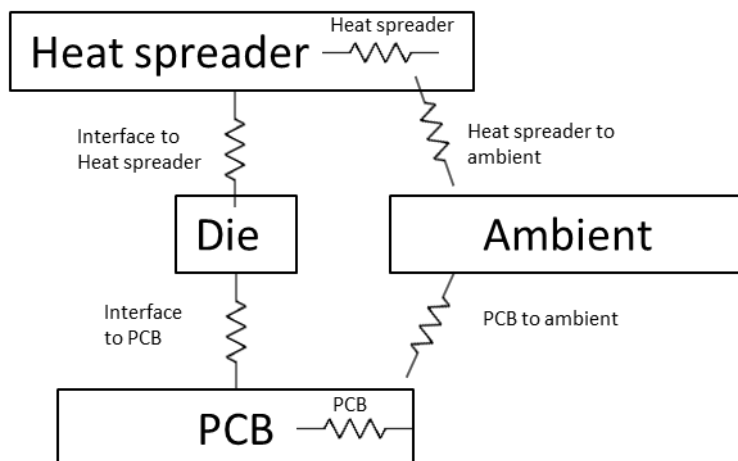 Heat spreader
Heat spreader
Interface to
Heat spreader
Heat spreader to
ambient
Die
Ambient
Interface
to PCB
PCB to ambient
PCB
PCB